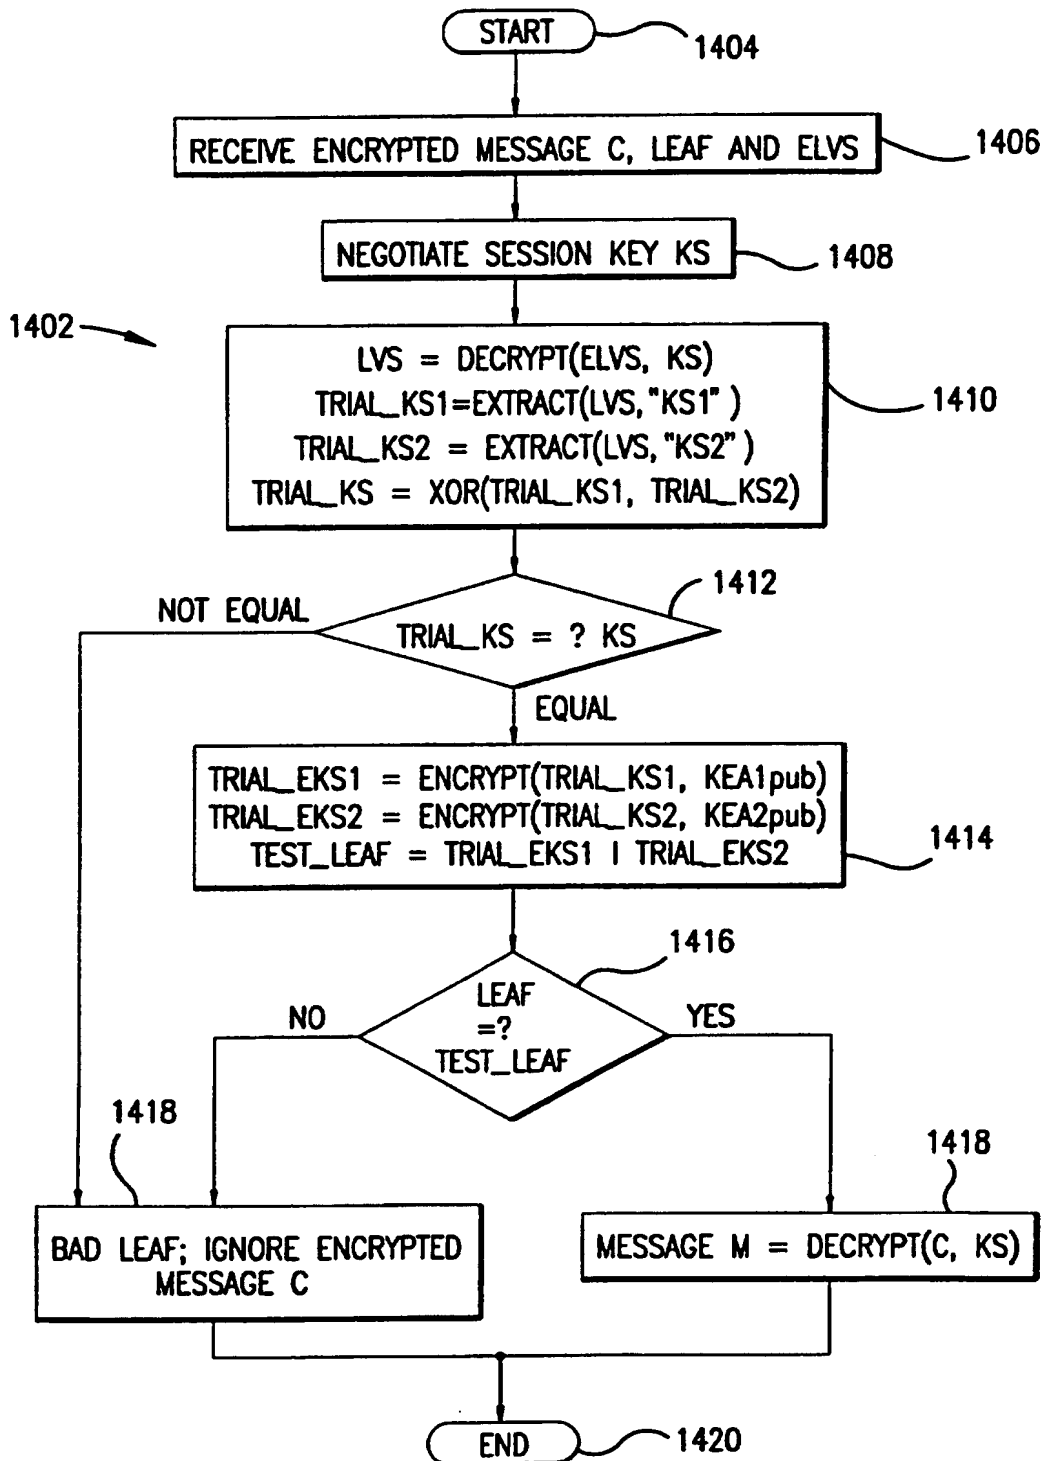 START
1404
RECEIVE ENCRYPTED MESSAGE C, LEAF AND ELVS
1406
NEGOTIATE SESSION KEY KS
1408
1402
LVS = DECRYPT(ELVS, KS)
TRIAL_KS1=EXTRACT(LVS,"KS1")
TRIAL_KS2 = EXTRACT(LVS,"KS2")
TRIAL_KS = XOR(TRIAL_KS1, TRIAL_KS2)
1410
1412
NOT EQUAL
TRIAL_KS = ? KS
EQUAL
TRIAL_EKS1 = ENCRYPT(TRIAL_KS1, KEA1pub)
TRIAL_EKS2 = ENCRYPT(TRIAL_KS2, KEA2pub)
TEST_LEAF = TRIAL_EKS1 | TRIAL_EKS2
1414
1416
NO
LEAF
=?
TEST_LEAF
YES
1418
1418
BAD LEAF; IGNORE ENCRYPTED
MESSAGE C
MESSAGE M = DECRYPT(C, KS)
END
1420